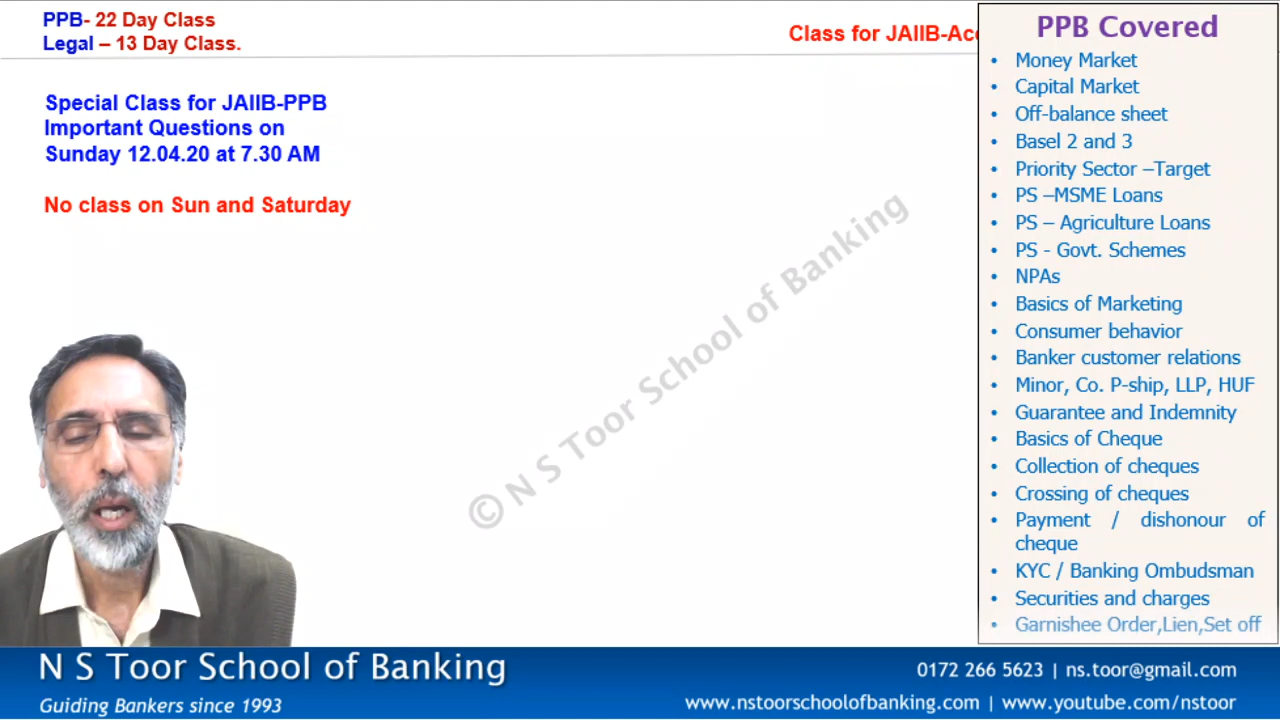 PPB- 22 Day Class
Legal – 13 Day Class.
Class for JAIIB-Acc
Special Class for JAIIB-PPB
Important Questions on
Sunday 12.04.20 at 7.30 AM
No class on Sun and Saturday
© N S Toor School of Banking
PPB Covered
• Money Market
• Capital Market
• Off-balance sheet
• Basel 2 and 3
• Priority Sector –Target
• PS –MSME Loans
• PS – Agriculture Loans
• PS - Govt. Schemes
• NPAs
• Basics of Marketing
• Consumer behavior
• Banker customer relations
• Minor, Co. P-ship, LLP, HUF
• Guarantee and Indemnity
• Basics of Cheque
• Collection of cheques
• Crossing of cheques
• Payment / dishonour of
cheque
• KYC / Banking Ombudsman
• Securities and charges
• Garnishee Order,Lien,Set off
N S Toor School of Banking
Guiding Bankers since 1993
0172 266 5623 | ns.toor@gmail.com
www.nstoorschoolofbanking.com | www.youtube.com/nstoor